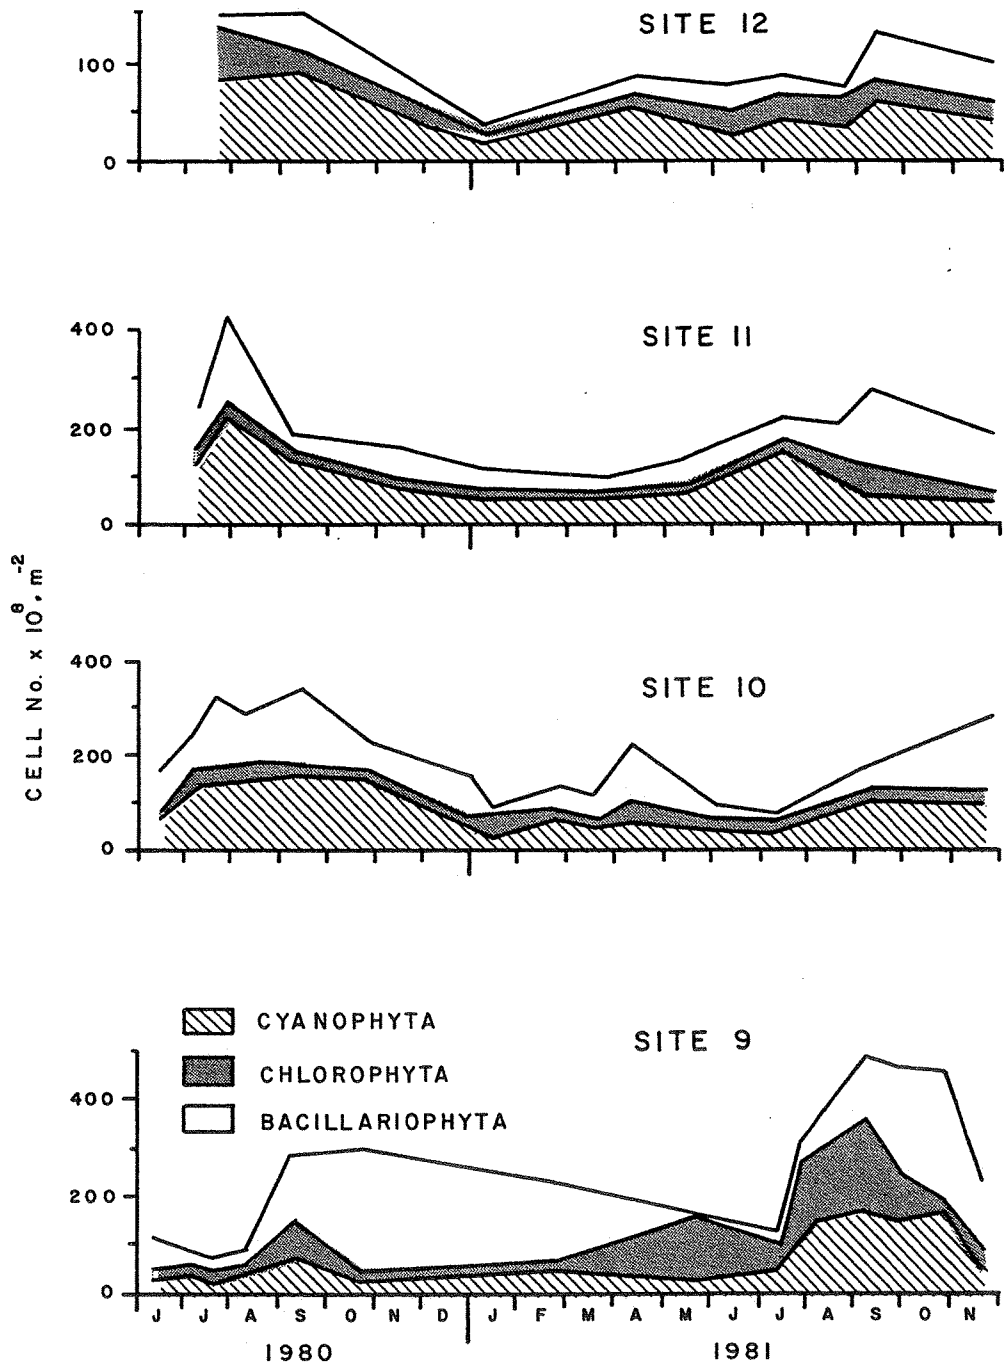 SITE 12
100
0
SITE 11
400
200
0
CELL No. x 10⁸. m⁻²
SITE 10
400
200
0
SITE 9
CYANOPHYTA
CHLOROPHYTA
BACILLARIOPHYTA
400
200
0
J J A S O N D J F M A M J J A S O N
1980 1981